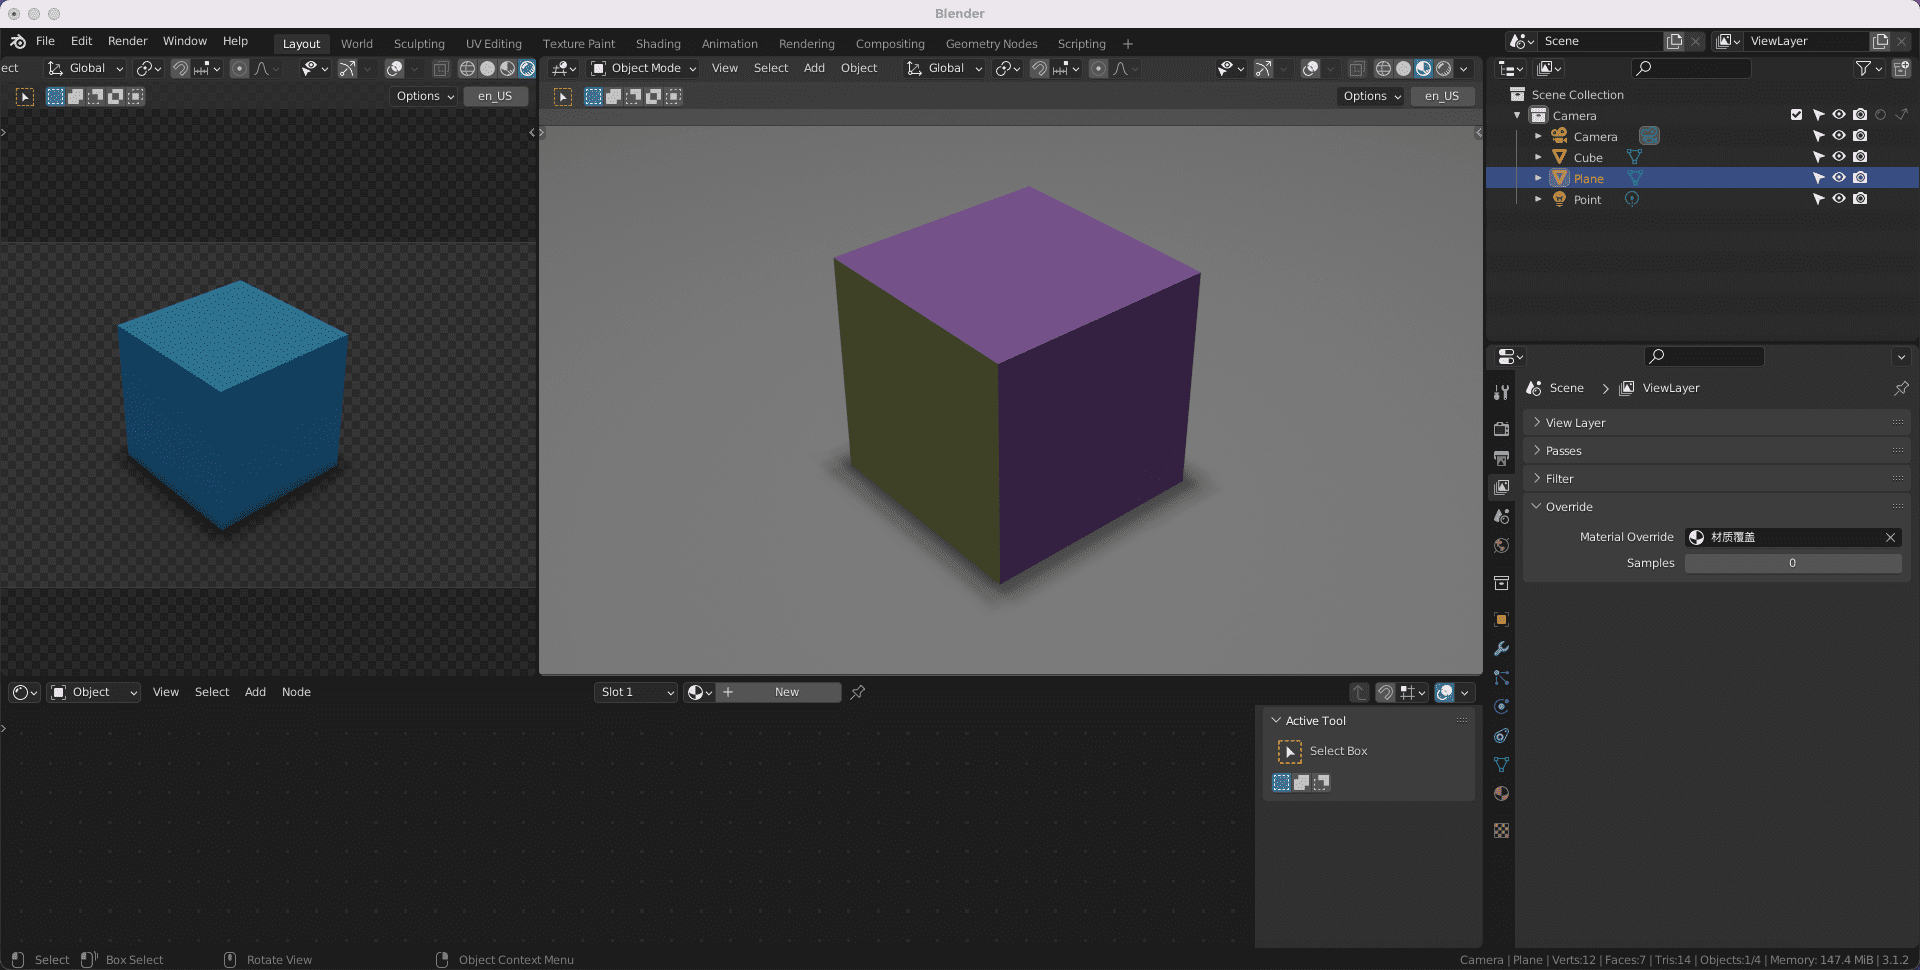 Blender
File Edit Render Window Help Layout World Sculpting UV Editing Texture Paint Shading Animation Rendering Compositing Geometry Nodes Scripting + Scene ViewLayer
ect Global Object Mode View Select Add Object Global
Options en_US Options en_US
Scene Collection
Camera
Camera
Cube
Plane
Point
Scene > ViewLayer
View Layer
Passes
Filter
Override
Material Override 材质覆盖
Samples 0
Object View Select Add Node Slot 1 + New
Active Tool
Select Box
Select Box Select Rotate View Object Context Menu Camera | Plane | Verts:12 | Faces:7 | Tris:14 | Objects:1/4 | Memory: 147.4 MiB | 3.1.2